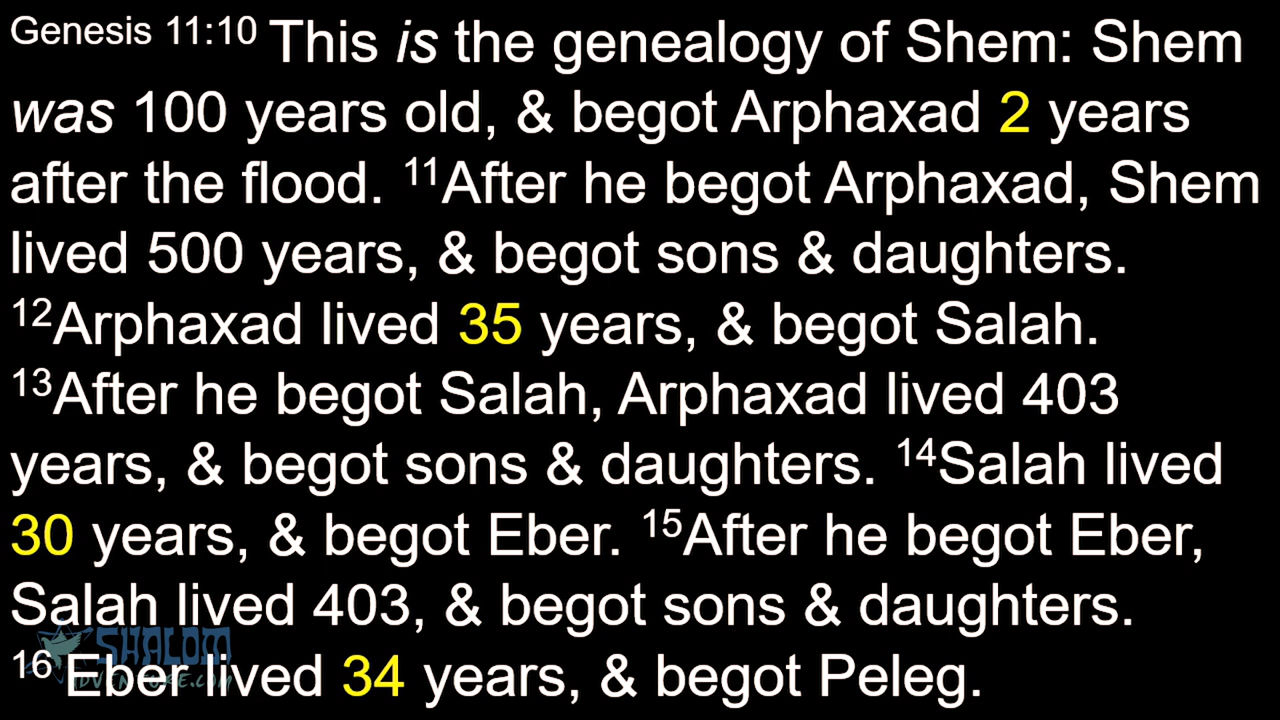 Genesis 11:10 This is the genealogy of Shem: Shem
was 100 years old, & begot Arphaxad 2 years
after the flood. 11After he begot Arphaxad, Shem
lived 500 years, & begot sons & daughters.
12Arphaxad lived 35 years, & begot Salah.
13After he begot Salah, Arphaxad lived 403
years, & begot sons & daughters. 14Salah lived
30 years, & begot Eber. 15After he begot Eber,
Salah lived 403, & begot sons & daughters.
SHALOM
ADVENTURE.COM
16Eber lived 34 years, & begot Peleg.